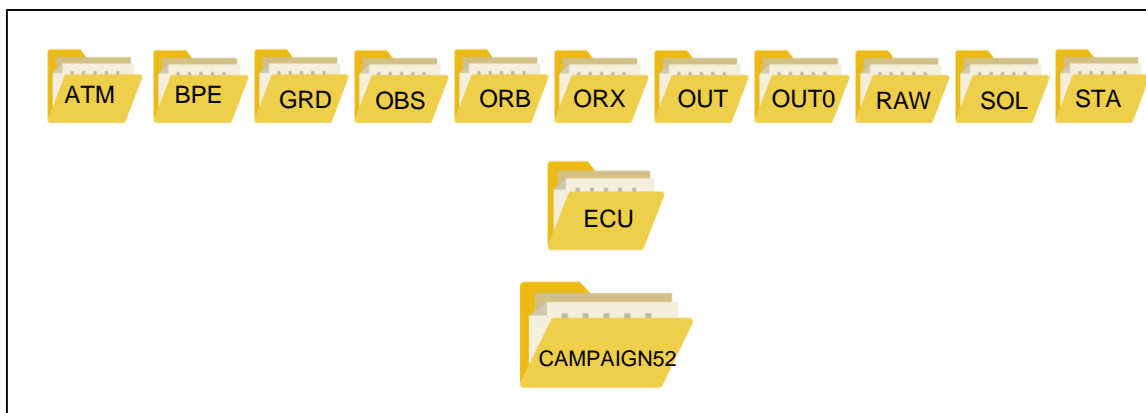 ATM BPE GRD OBS ORB ORX OUT OUT0 RAW SOL STA
ECU
CAMPAIGN52